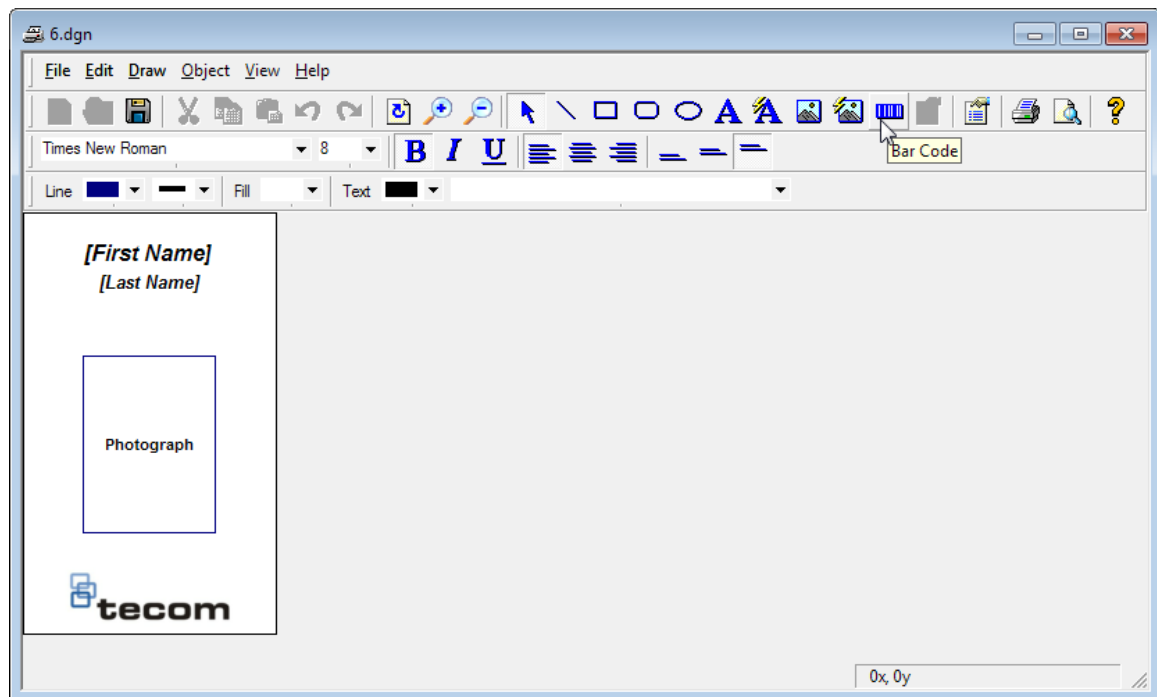 6.dgn
File Edit Draw Object View Help
Times New Roman 8 B I U
Bar Code
Line Fill Text
[First Name]
[Last Name]
Photograph
tecom
0x, 0y